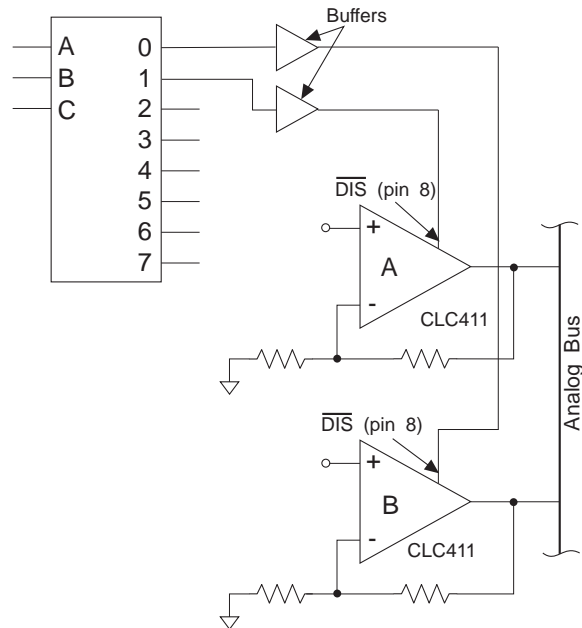 Buffers
A
B
C
0
1
2
3
4
5
6
7
DIS (pin 8)
+
A
-
CLC411
DIS (pin 8)
+
B
-
CLC411
Analog Bus